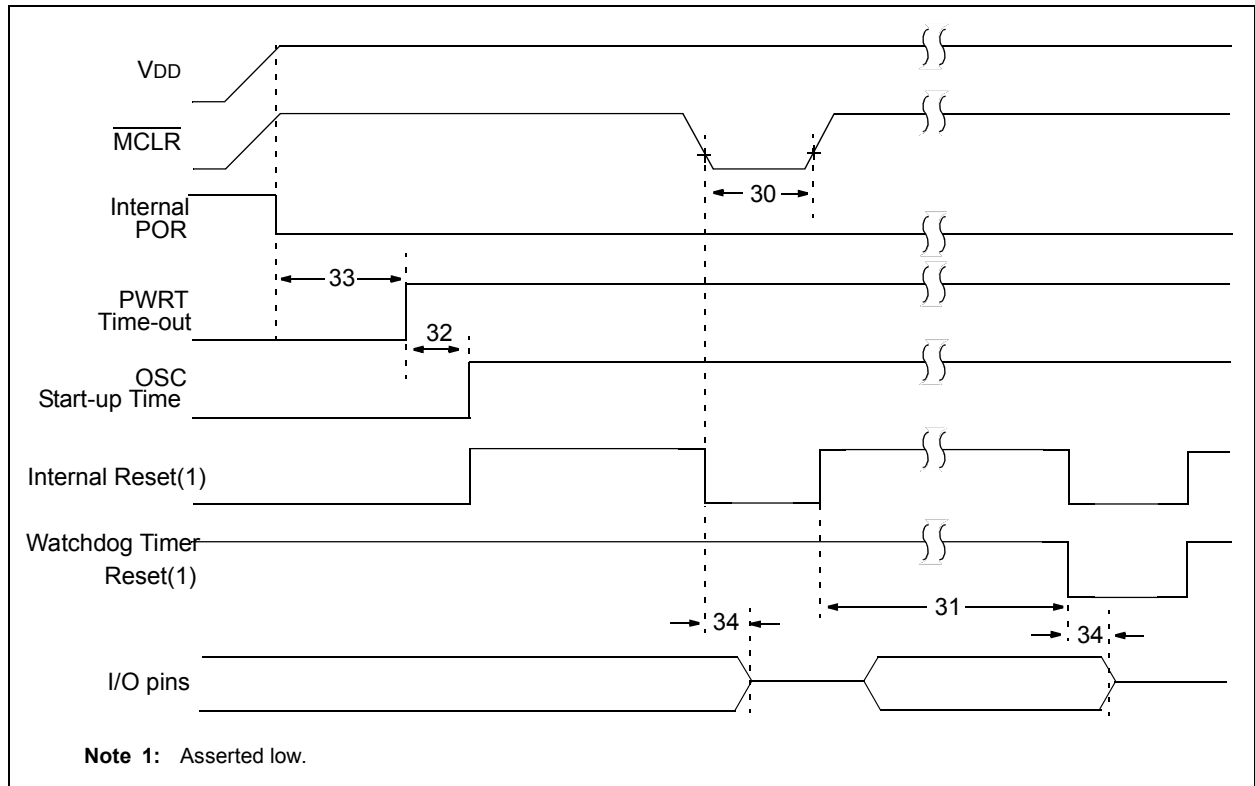 VDD
MCLR
30
Internal
POR
33
PWRT
Time-out
32
OSC
Start-up Time
Internal Reset(1)
Watchdog Timer
Reset(1)
31
34
34
I/O pins
Note 1: Asserted low.